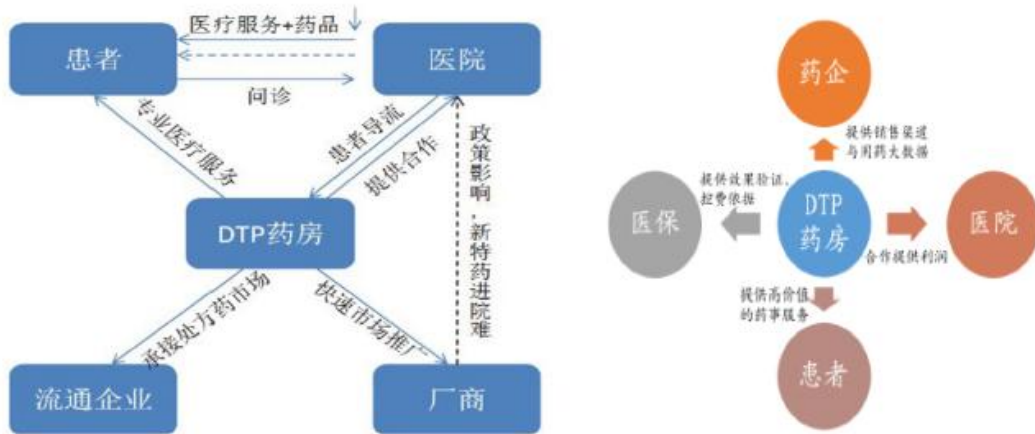 医疗服务+药品
患者
医院
问诊
专业医疗服务
患者导流
提供合作
政策影响,新特药进院难
DTP药房
承接处方药市场
快速市场推广
流通企业
厂商
药企
提供销售渠道
与用药大数据
提供效果验证,
控费依据
医保
DTP
药房
医院
合作提供利润
提供高价值
的药事服务
患者